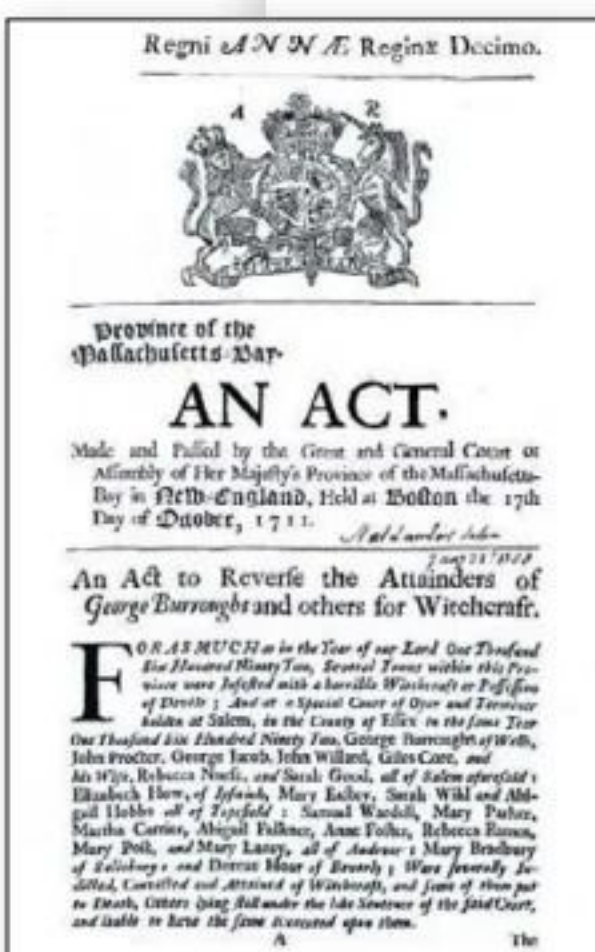 Regni ANNÆ Reginæ Decimo.
A R
Province of the
Maſſachuſetts-Bay.
AN ACT.
Made and Paſſed by the Great and General Court or
Aſſembly of Her Majeſty's Province of the Maſſachuſetts-
Bay in New-England, Held at Boſton the 17th
Day of October, 1711.
An Act to Reverſe the Attainders of
George Burroughs and others for Witchcraft.
FORASMUCH as in the Year of our Lord One Thouſand
Six Hundred Ninety Two, Several Towns within this Pro-
vince were Infeſted with a horrible Witchcraft or Poſſeſſion
of Devils ; And at a Special Court of Oyer and Terminer
holden at Salem, in the County of Eſſex in the ſame Year
One Thouſand Six Hundred Ninety Two, George Burroughs of Wells,
John Procter, George Jacob, John Willard, Giles Core, and
his Wife, Rebecca Nurſe, and Sarah Good, all of Salem aforeſaid :
Elizabeth How, of Ipſwich, Mary Eaſtey, Sarah Wild and Abi-
gail Hobbs all of Topsfield : Samuel Wardell, Mary Parker,
Martha Carrier, Abigail Falkner, Anne Foſter, Rebecca Eames,
Mary Poſt, and Mary Lacey, all of Andover : Mary Bradbury
of Salisbury : and Dorcas Hoar of Beverly ; Were ſeverally In-
dicted, Convicted and Attainted of Witchcraft, and ſome of them put
to Death, Others lying ſtill under the like Sentence of the ſaid Court,
and liable to have the ſame Executed upon them.
A The